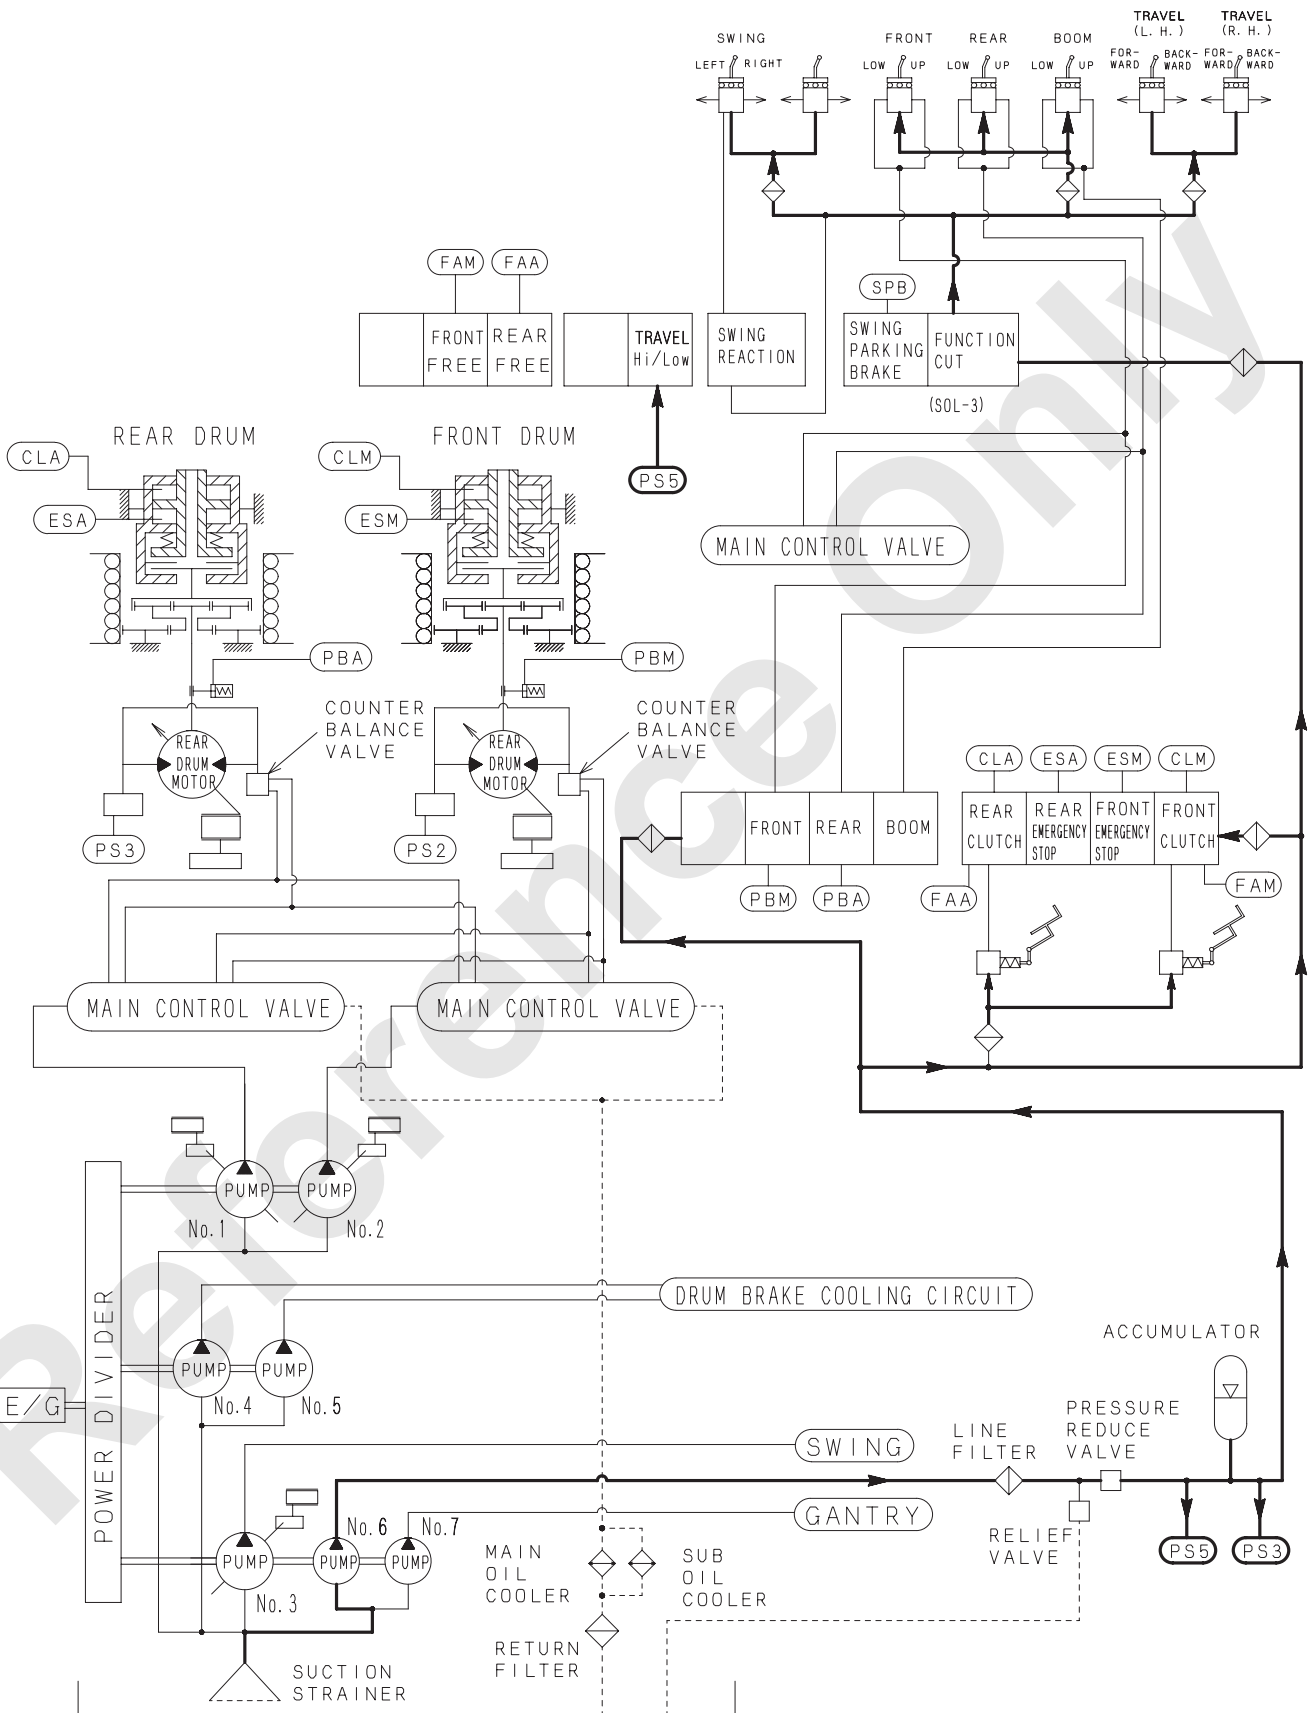 SWING
FRONT
REAR
BOOM
TRAVEL
(L. H.)
TRAVEL
(R. H.)
LEFT
RIGHT
LOW
UP
LOW
UP
LOW
UP
FOR-
WARD
BACK-
WARD
FOR-
WARD
BACK-
WARD
FAM
FAA
SPB
FRONT
FREE
REAR
FREE
TRAVEL
Hi/Low
SWING
REACTION
SWING
PARKING
BRAKE
FUNCTION
CUT
(SOL-3)
REAR DRUM
FRONT DRUM
CLA
CLM
PS5
ESA
ESM
MAIN CONTROL VALVE
PBA
PBM
COUNTER
BALANCE
VALVE
COUNTER
BALANCE
VALVE
REAR
DRUM
MOTOR
REAR
DRUM
MOTOR
CLA
ESA
ESM
CLM
PS3
PS2
FRONT
REAR
BOOM
REAR
CLUTCH
REAR
EMERGENCY
STOP
FRONT
EMERGENCY
STOP
FRONT
CLUTCH
PBM
PBA
FAA
FAM
MAIN CONTROL VALVE
MAIN CONTROL VALVE
PUMP
PUMP
No.1
No.2
DRUM BRAKE COOLING CIRCUIT
POWER DIVIDER
ACCUMULATOR
PUMP
PUMP
E/G
No.4
No.5
PRESSURE
REDUCE
VALVE
LINE
FILTER
SWING
GANTRY
No.6
No.7
PUMP
PUMP
PUMP
No.3
MAIN
OIL
COOLER
SUB
OIL
COOLER
RELIEF
VALVE
PS5
PS3
RETURN
FILTER
SUCTION
STRAINER
Reference Only